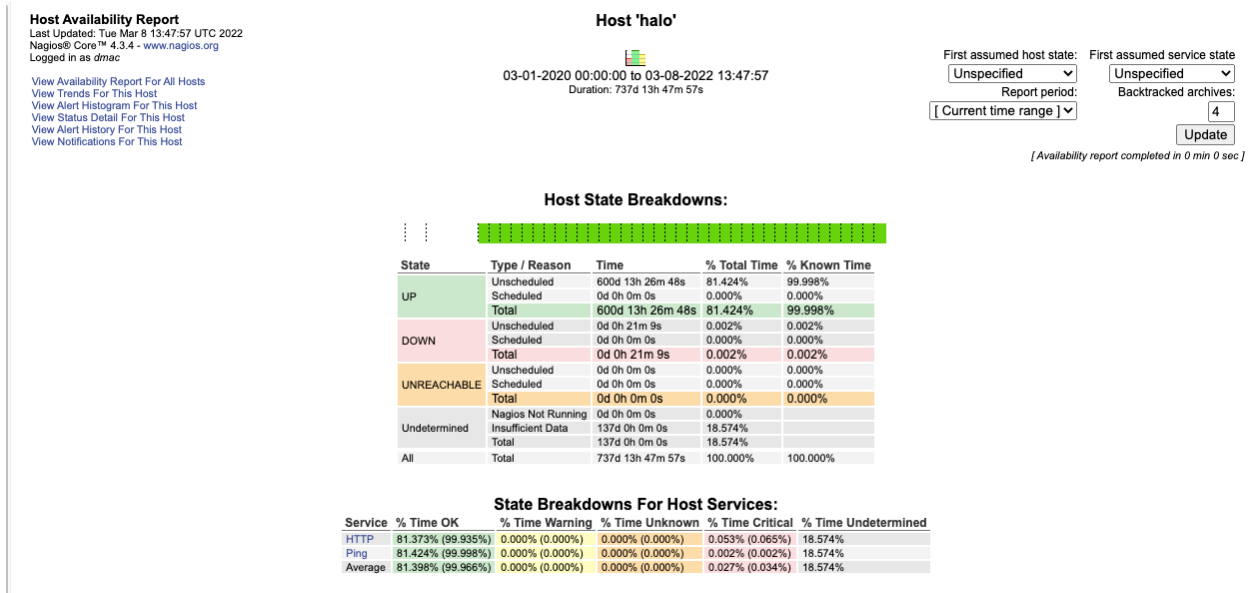 Host Availability Report
Last Updated: Tue Mar 8 13:47:57 UTC 2022
Nagios® Core™ 4.3.4 - www.nagios.org
Logged in as dmac
View Availability Report For All Hosts
View Trends For This Host
View Alert Histogram For This Host
View Status Detail For This Host
View Alert History For This Host
View Notifications For This Host
Host 'halo'
03-01-2020 00:00:00 to 03-08-2022 13:47:57
Duration: 737d 13h 47m 57s
First assumed host state: First assumed service state
Unspecified Unspecified
Report period: Backtracked archives:
[ Current time range ] 4
Update
[ Availability report completed in 0 min 0 sec ]
Host State Breakdowns:
State Type / Reason Time % Total Time % Known Time
UP Unscheduled 600d 13h 26m 48s 81.424% 99.998%
Scheduled 0d 0h 0m 0s 0.000% 0.000%
Total 600d 13h 26m 48s 81.424% 99.998%
DOWN Unscheduled 0d 0h 21m 9s 0.002% 0.002%
Scheduled 0d 0h 0m 0s 0.000% 0.000%
Total 0d 0h 21m 9s 0.002% 0.002%
UNREACHABLE Unscheduled 0d 0h 0m 0s 0.000% 0.000%
Scheduled 0d 0h 0m 0s 0.000% 0.000%
Total 0d 0h 0m 0s 0.000% 0.000%
Undetermined Nagios Not Running 0d 0h 0m 0s 0.000%
Insufficient Data 137d 0h 0m 0s 18.574%
Total 137d 0h 0m 0s 18.574%
All Total 737d 13h 47m 57s 100.000% 100.000%
State Breakdowns For Host Services:
Service % Time OK % Time Warning % Time Unknown % Time Critical % Time Undetermined
HTTP 81.373% (99.935%) 0.000% (0.000%) 0.000% (0.000%) 0.053% (0.065%) 18.574%
Ping 81.424% (99.998%) 0.000% (0.000%) 0.000% (0.000%) 0.002% (0.002%) 18.574%
Average 81.398% (99.966%) 0.000% (0.000%) 0.000% (0.000%) 0.027% (0.034%) 18.574%